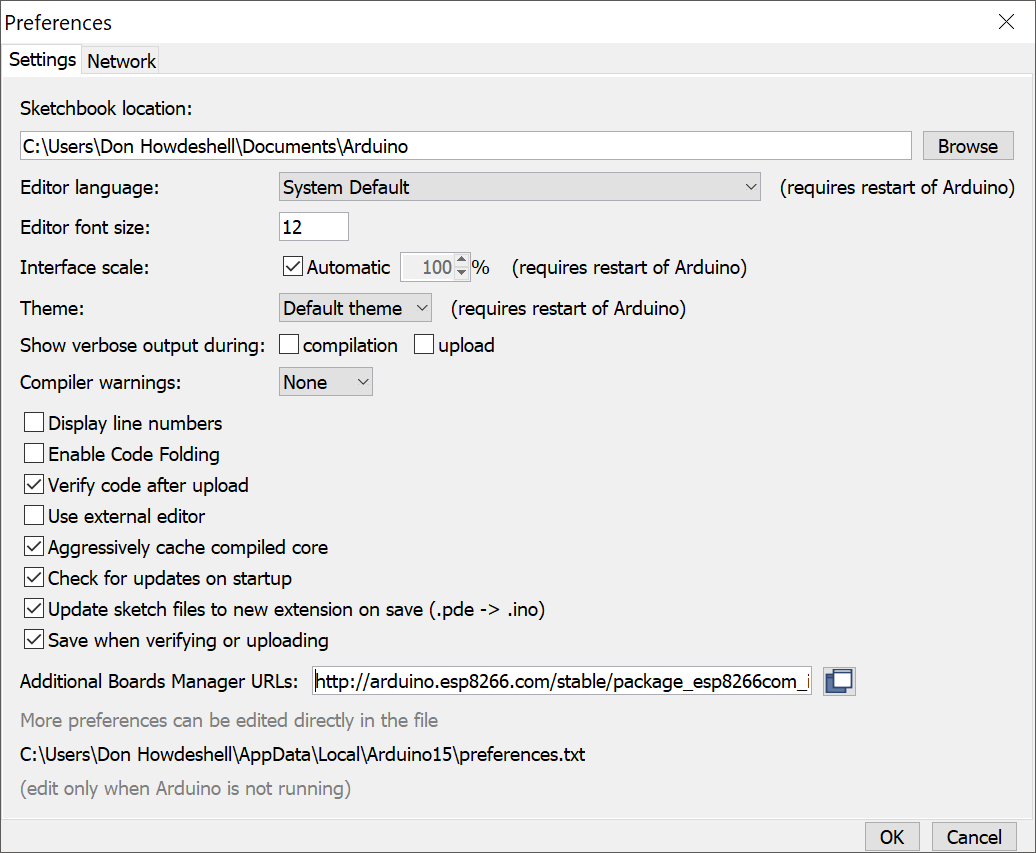 Preferences
Settings Network
Sketchbook location:
C:\Users\Don Howdeshell\Documents\Arduino Browse
Editor language: System Default (requires restart of Arduino)
Editor font size: 12
Interface scale: Automatic 100 % (requires restart of Arduino)
Theme: Default theme (requires restart of Arduino)
Show verbose output during: compilation upload
Compiler warnings: None
Display line numbers
Enable Code Folding
Verify code after upload
Use external editor
Aggressively cache compiled core
Check for updates on startup
Update sketch files to new extension on save (.pde -> .ino)
Save when verifying or uploading
Additional Boards Manager URLs: http://arduino.esp8266.com/stable/package_esp8266com_i
More preferences can be edited directly in the file
C:\Users\Don Howdeshell\AppData\Local\Arduino15\preferences.txt
(edit only when Arduino is not running)
OK Cancel